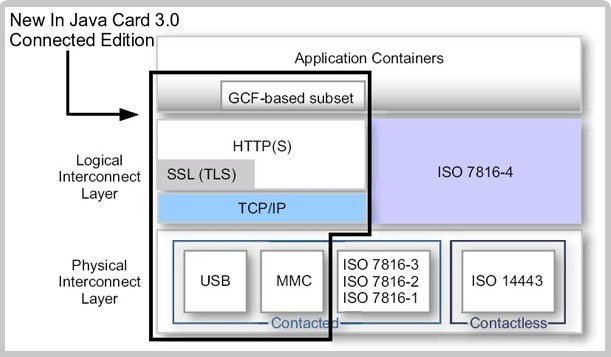 New In Java Card 3.0
Connected Edition
Application Containers
GCF-based subset
Logical
Interconnect
Layer
HTTP(S)
SSL (TLS)
TCP/IP
ISO 7816-4
Physical
Interconnect
Layer
USB
MMC
ISO 7816-3
ISO 7816-2
ISO 7816-1
ISO 14443
Contacted
Contactless